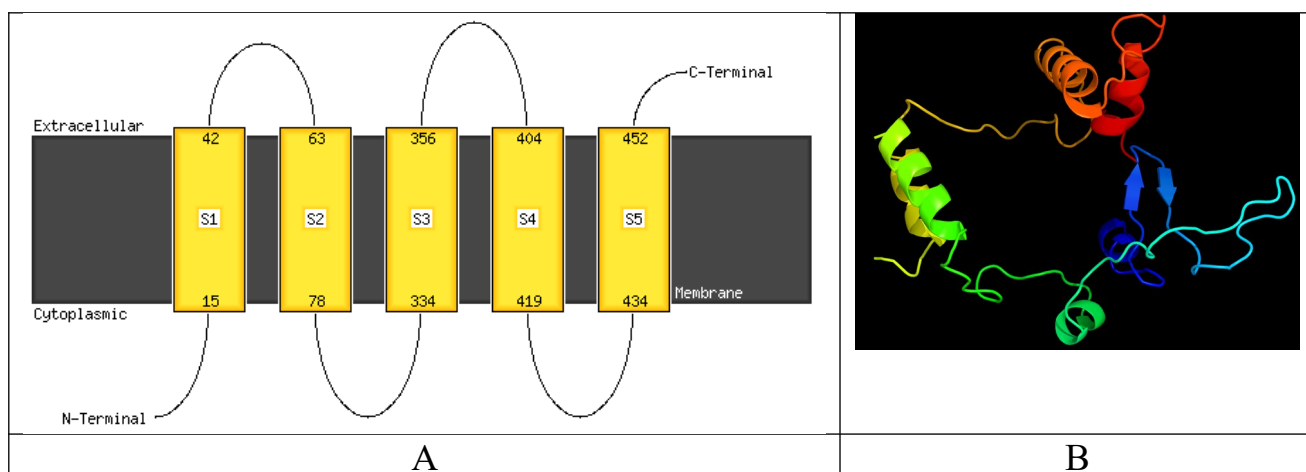 C-Terminal
Extracellular
42 63 356 404 452
S1 S2 S3 S4 S5
15 78 334 419 434
Membrane
Cytoplasmic
N-Terminal
A B